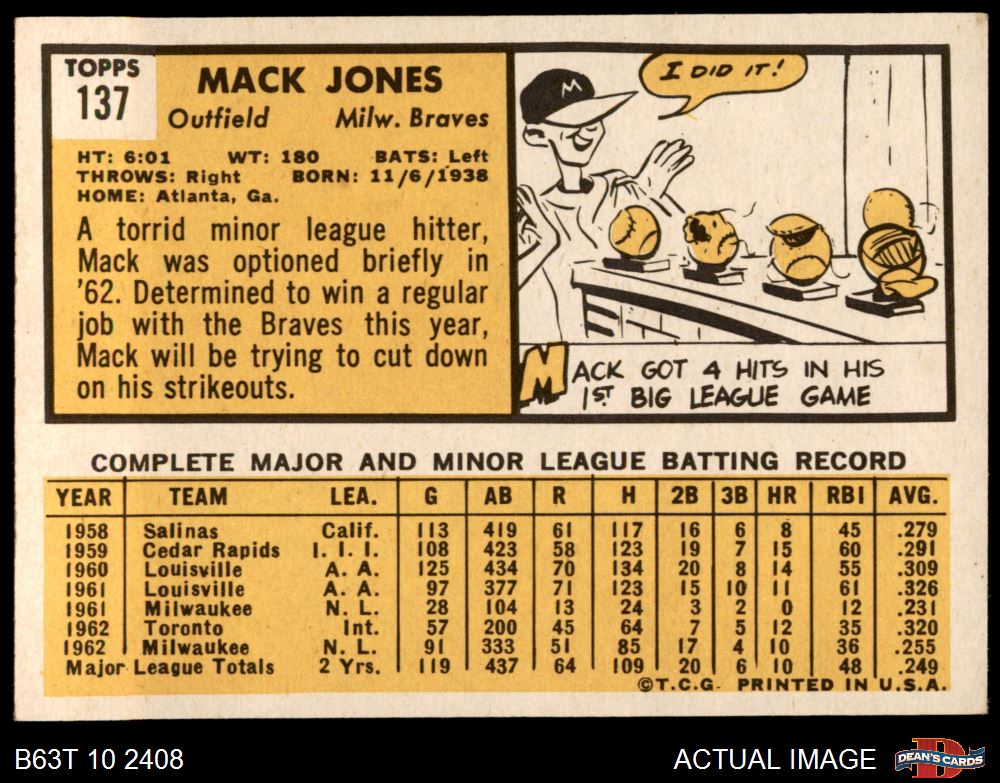 TOPPS
137
MACK JONES
Outfield Milw. Braves
HT: 6:01 WT: 180 BATS: Left
THROWS: Right BORN: 11/6/1938
HOME: Atlanta, Ga.
A torrid minor league hitter,
Mack was optioned briefly in
'62. Determined to win a regular
job with the Braves this year,
Mack will be trying to cut down
on his strikeouts.
I DID IT!
M
MACK GOT 4 HITS IN HIS
1ST BIG LEAGUE GAME
COMPLETE MAJOR AND MINOR LEAGUE BATTING RECORD
YEAR TEAM LEA. G AB R H 2B 3B HR RBI AVG.
1958 Salinas Calif. 113 419 61 117 16 6 8 45 .279
1959 Cedar Rapids I. I. I. 108 423 58 123 19 7 15 60 .291
1960 Louisville A. A. 125 434 70 134 20 8 14 55 .309
1961 Louisville A. A. 97 377 71 123 15 10 11 61 .326
1961 Milwaukee N. L. 28 104 13 24 3 2 0 12 .231
1962 Toronto Int. 57 200 45 64 7 5 12 35 .320
1962 Milwaukee N. L. 91 333 51 85 17 4 10 36 .255
Major League Totals 2 Yrs. 119 437 64 109 20 6 10 48 .249
©T.C.G. PRINTED IN U.S.A.
B63T 10 2408
ACTUAL IMAGE
D
DEAN'S CARDS